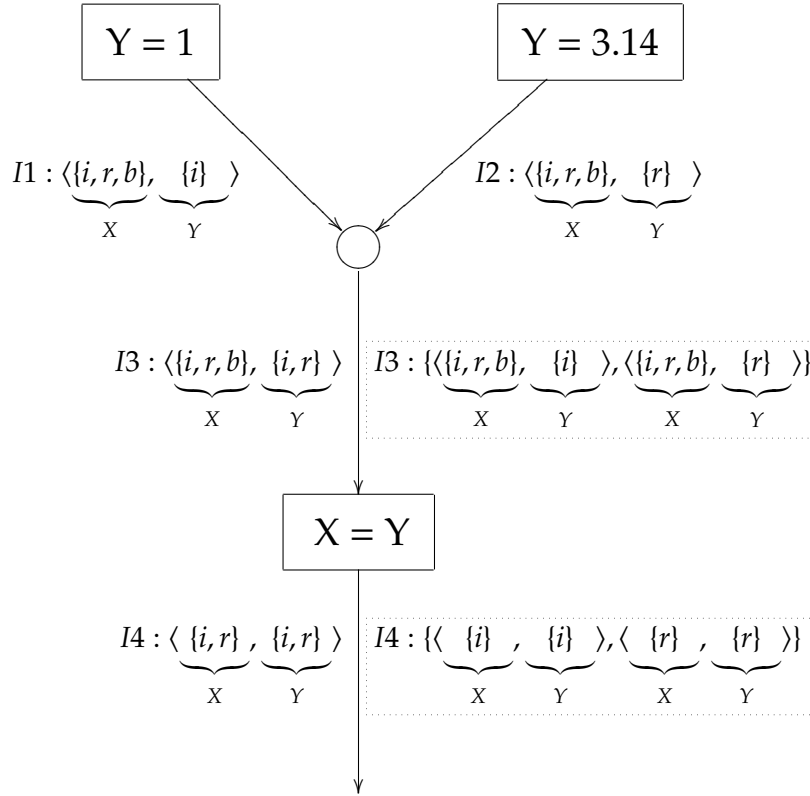 Y = 1
Y = 3.14
I1 : ⟨{i, r, b}, {i} ⟩
X Y
I2 : ⟨{i, r, b}, {r} ⟩
X Y
I3 : ⟨{i, r, b}, {i, r} ⟩
X Y
I3 : {⟨{i, r, b}, {i} ⟩, ⟨{i, r, b}, {r} ⟩}
X Y X Y
X = Y
I4 : ⟨ {i, r} , {i, r} ⟩
X Y
I4 : {⟨ {i} , {i} ⟩, ⟨ {r} , {r} ⟩}
X Y X Y